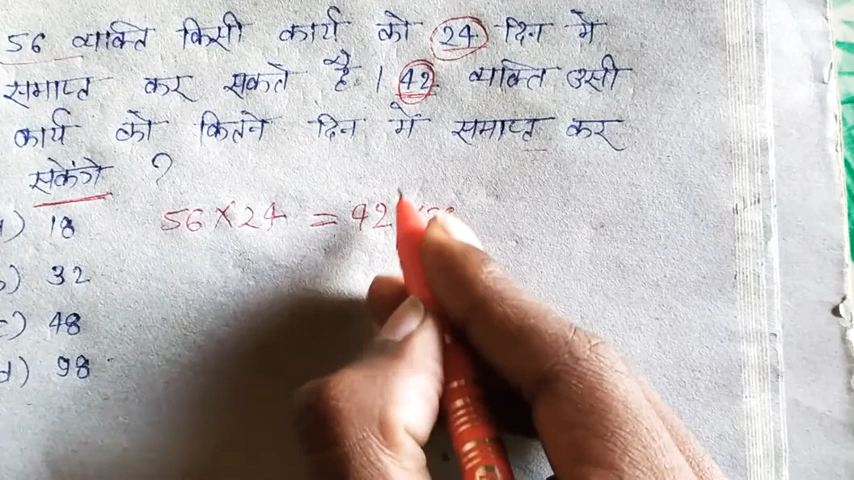 56 व्यक्ति किसी कार्य को 24 दिन में
समाप्त कर सकते है । 42 व्यक्ति उसी
कार्य को कितने दिन में समाप्त कर
सकेंगे ?
56 × 24 = 42
) 18
b) 32
c) 48
d) 98